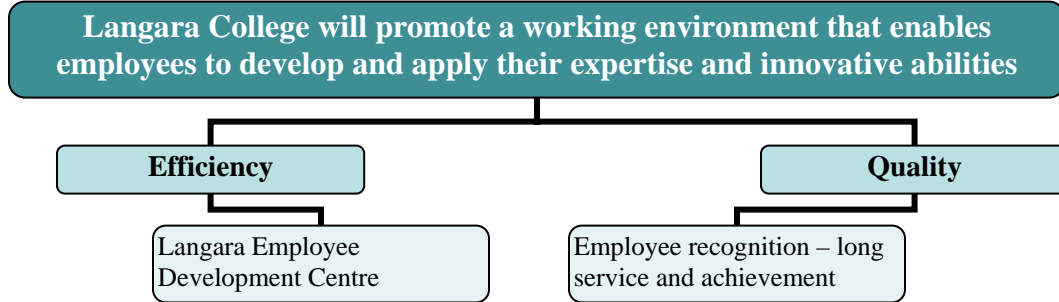 Langara College will promote a working environment that enables
employees to develop and apply their expertise and innovative abilities
Efficiency
Quality
Langara Employee
Development Centre
Employee recognition – long
service and achievement